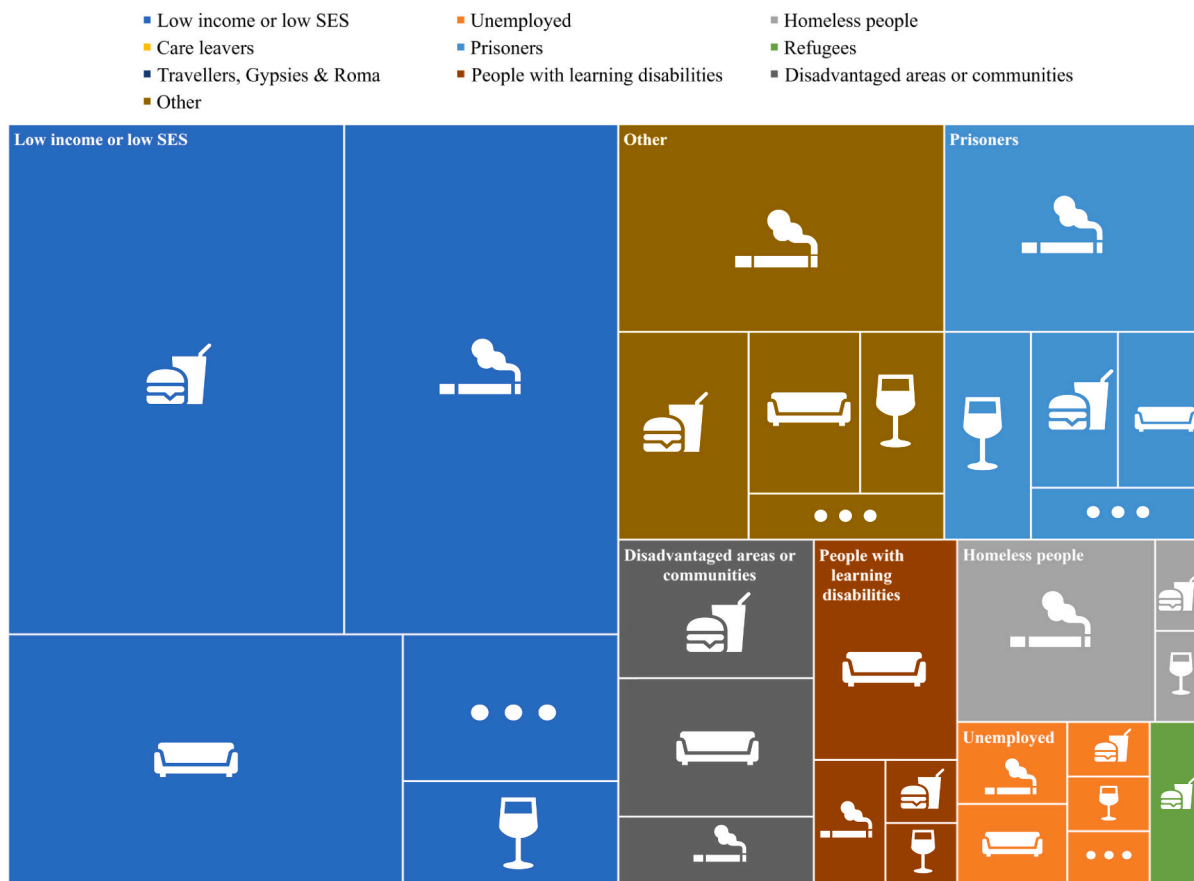 Low income or low SES
Unemployed
Homeless people
Care leavers
Prisoners
Refugees
Travellers, Gypsies & Roma
People with learning disabilities
Disadvantaged areas or communities
Other
Low income or low SES
Other
Prisoners
Disadvantaged areas or
communities
People with
learning
disabilities
Homeless people
Unemployed